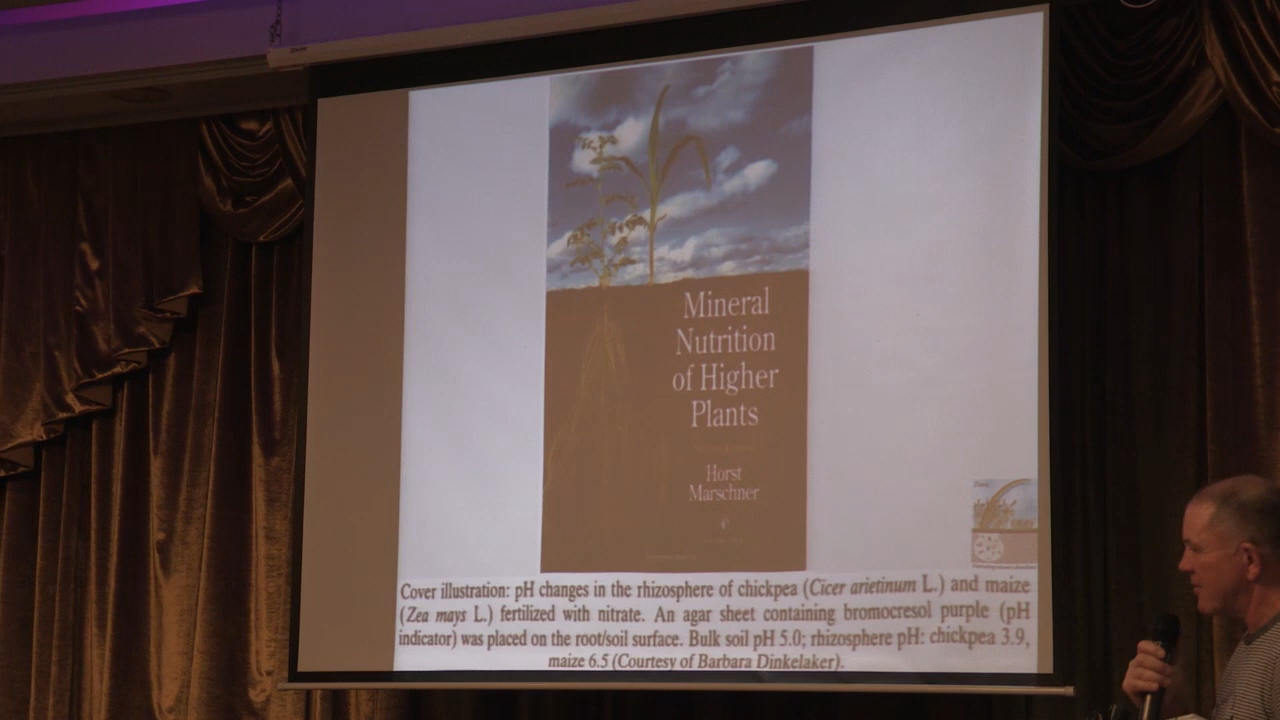 Mineral
Nutrition
of Higher
Plants
Horst
Marschner
Cover illustration: pH changes in the rhizosphere of chickpea (Cicer arietinum L.) and maize
(Zea mays L.) fertilized with nitrate. An agar sheet containing bromocresol purple (pH
indicator) was placed on the root/soil surface. Bulk soil pH 5.0; rhizosphere pH: chickpea 3.9,
maize 6.5 (Courtesy of Barbara Dinkelaker).